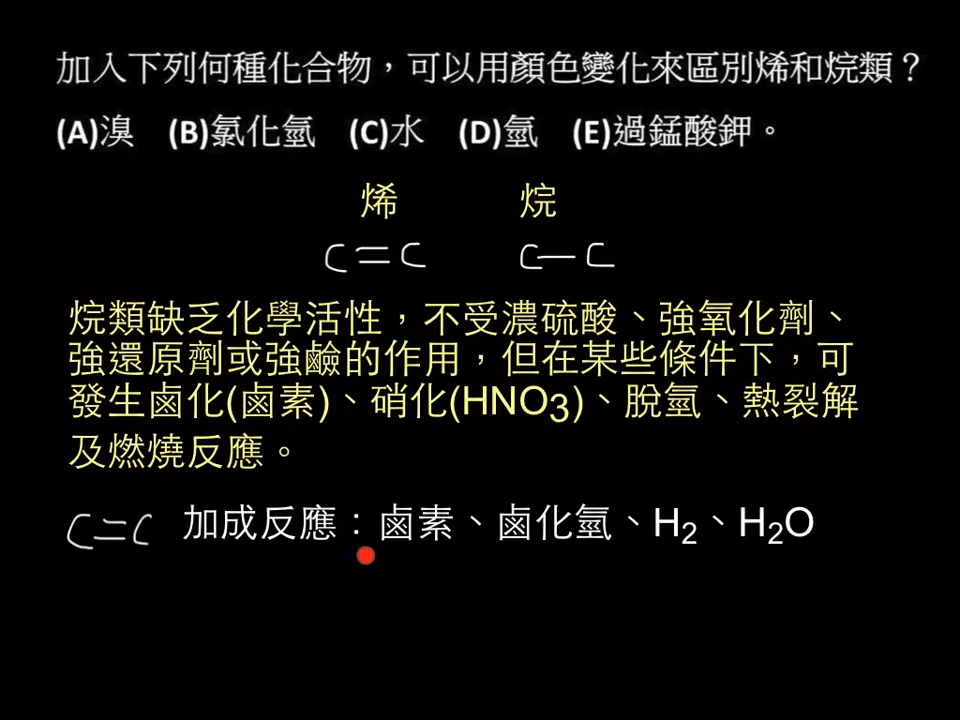 加入下列何種化合物，可以用顏色變化來區別烯和烷類？
(A)溴 (B)氯化氫 (C)水 (D)氫 (E)過錳酸鉀。
烯 烷
C=C C-C
烷類缺乏化學活性，不受濃硫酸、強氧化劑、
強還原劑或強鹼的作用，但在某些條件下，可
發生鹵化(鹵素)、硝化(HNO3)、脫氫、熱裂解
及燃燒反應。
C=C 加成反應：鹵素、鹵化氫、H2、H2O